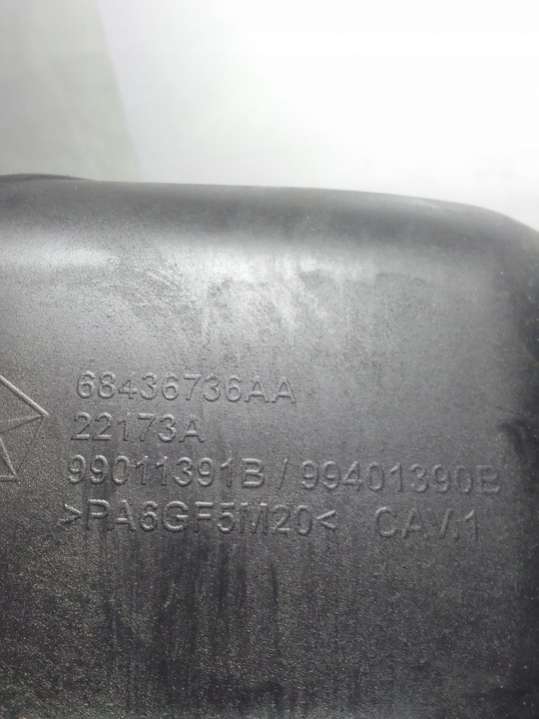 68436736AA
22173A
99011391B / 99401390B
>PA6GF5M20< CAV.1